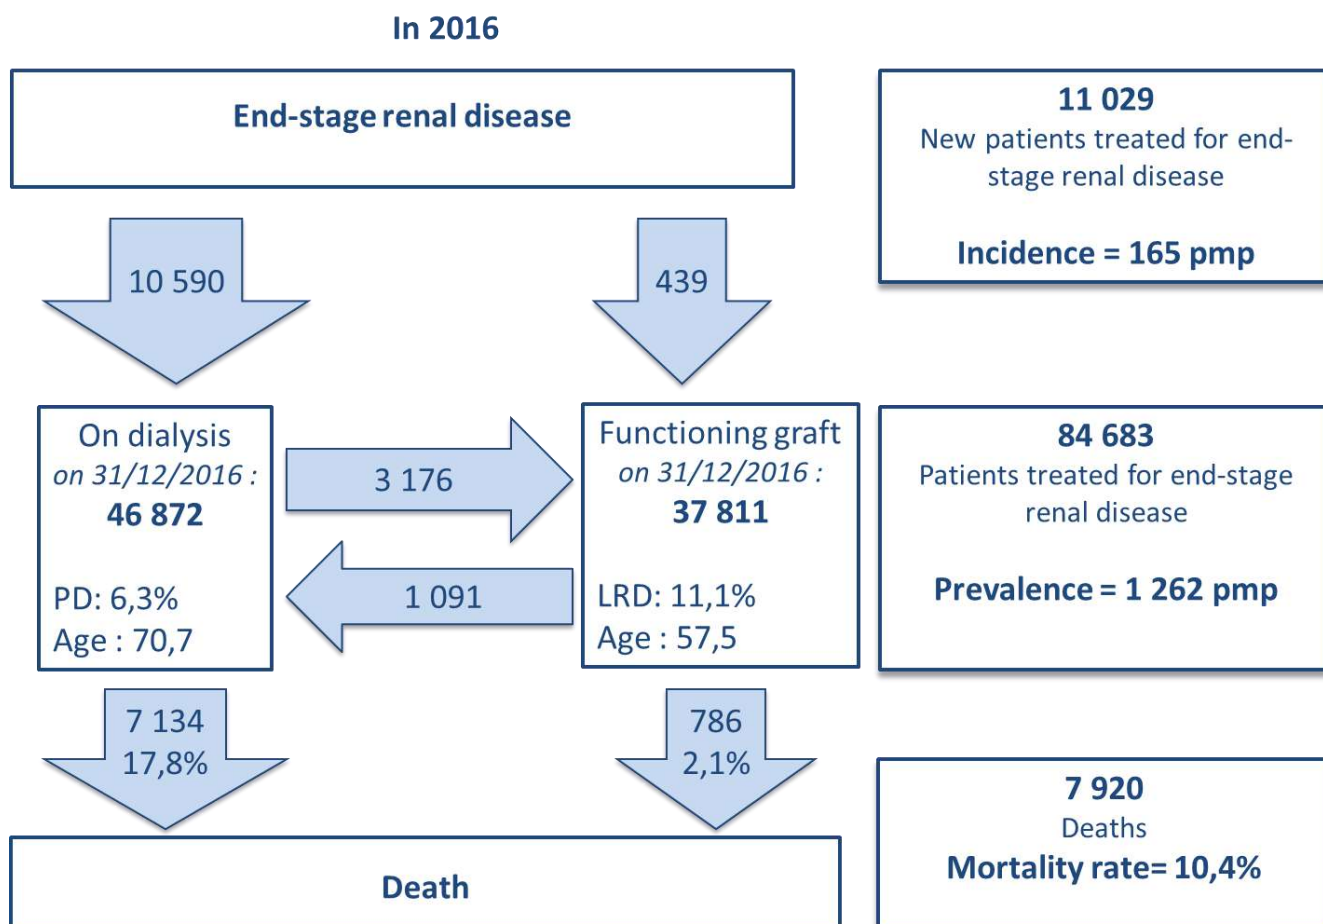 In 2016
End-stage renal disease
11 029
New patients treated for end-
stage renal disease
Incidence = 165 pmp
10 590
439
On dialysis
on 31/12/2016 :
46 872
PD: 6,3%
Age : 70,7
3 176
1 091
Functioning graft
on 31/12/2016 :
37 811
LRD: 11,1%
Age : 57,5
84 683
Patients treated for end-stage
renal disease
Prevalence = 1 262 pmp
7 134
17,8%
786
2,1%
7 920
Deaths
Mortality rate= 10,4%
Death